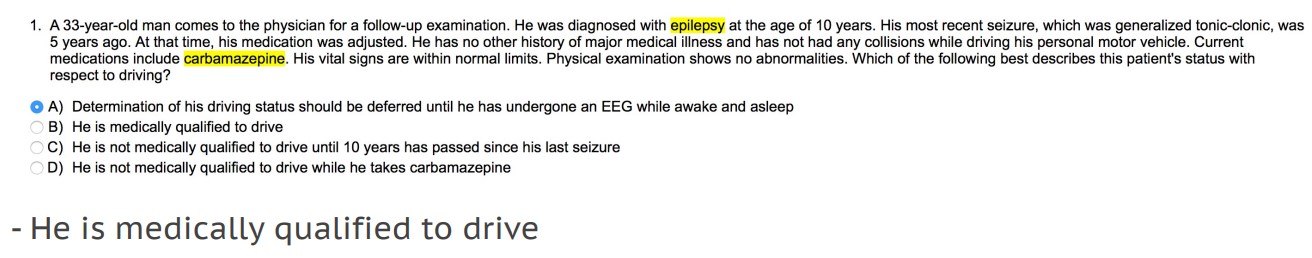 1. A 33-year-old man comes to the physician for a follow-up examination. He was diagnosed with epilepsy at the age of 10 years. His most recent seizure, which was generalized tonic-clonic, was
5 years ago. At that time, his medication was adjusted. He has no other history of major medical illness and has not had any collisions while driving his personal motor vehicle. Current
medications include carbamazepine. His vital signs are within normal limits. Physical examination shows no abnormalities. Which of the following best describes this patient's status with
respect to driving?
A) Determination of his driving status should be deferred until he has undergone an EEG while awake and asleep
B) He is medically qualified to drive
C) He is not medically qualified to drive until 10 years has passed since his last seizure
D) He is not medically qualified to drive while he takes carbamazepine
- He is medically qualified to drive